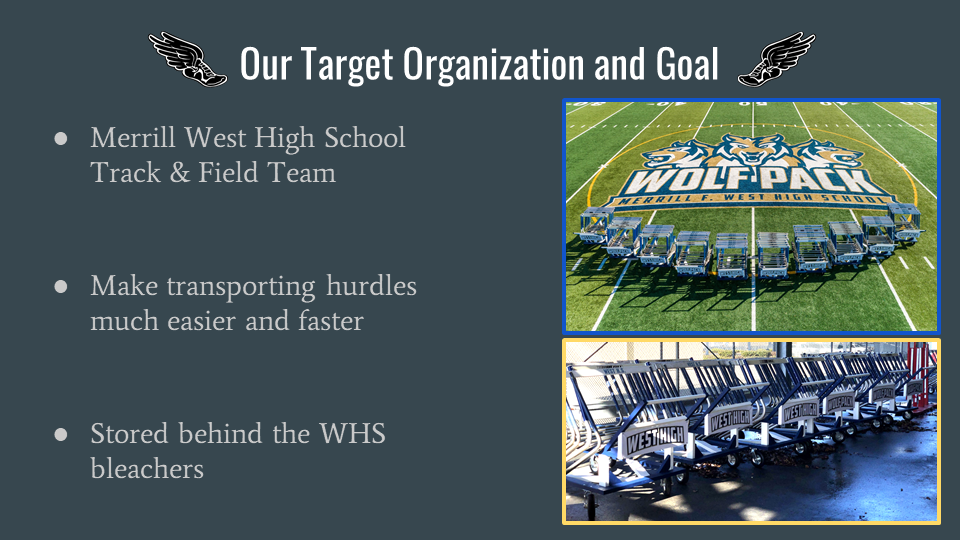 Our Target Organization and Goal
● Merrill West High School
Track & Field Team
● Make transporting hurdles
much easier and faster
● Stored behind the WHS
bleachers
WOLFPACK
MERRILL F. WEST HIGH SCHOOL
WEST HIGH
WEST HIGH
WEST HIGH
WOLFPACK